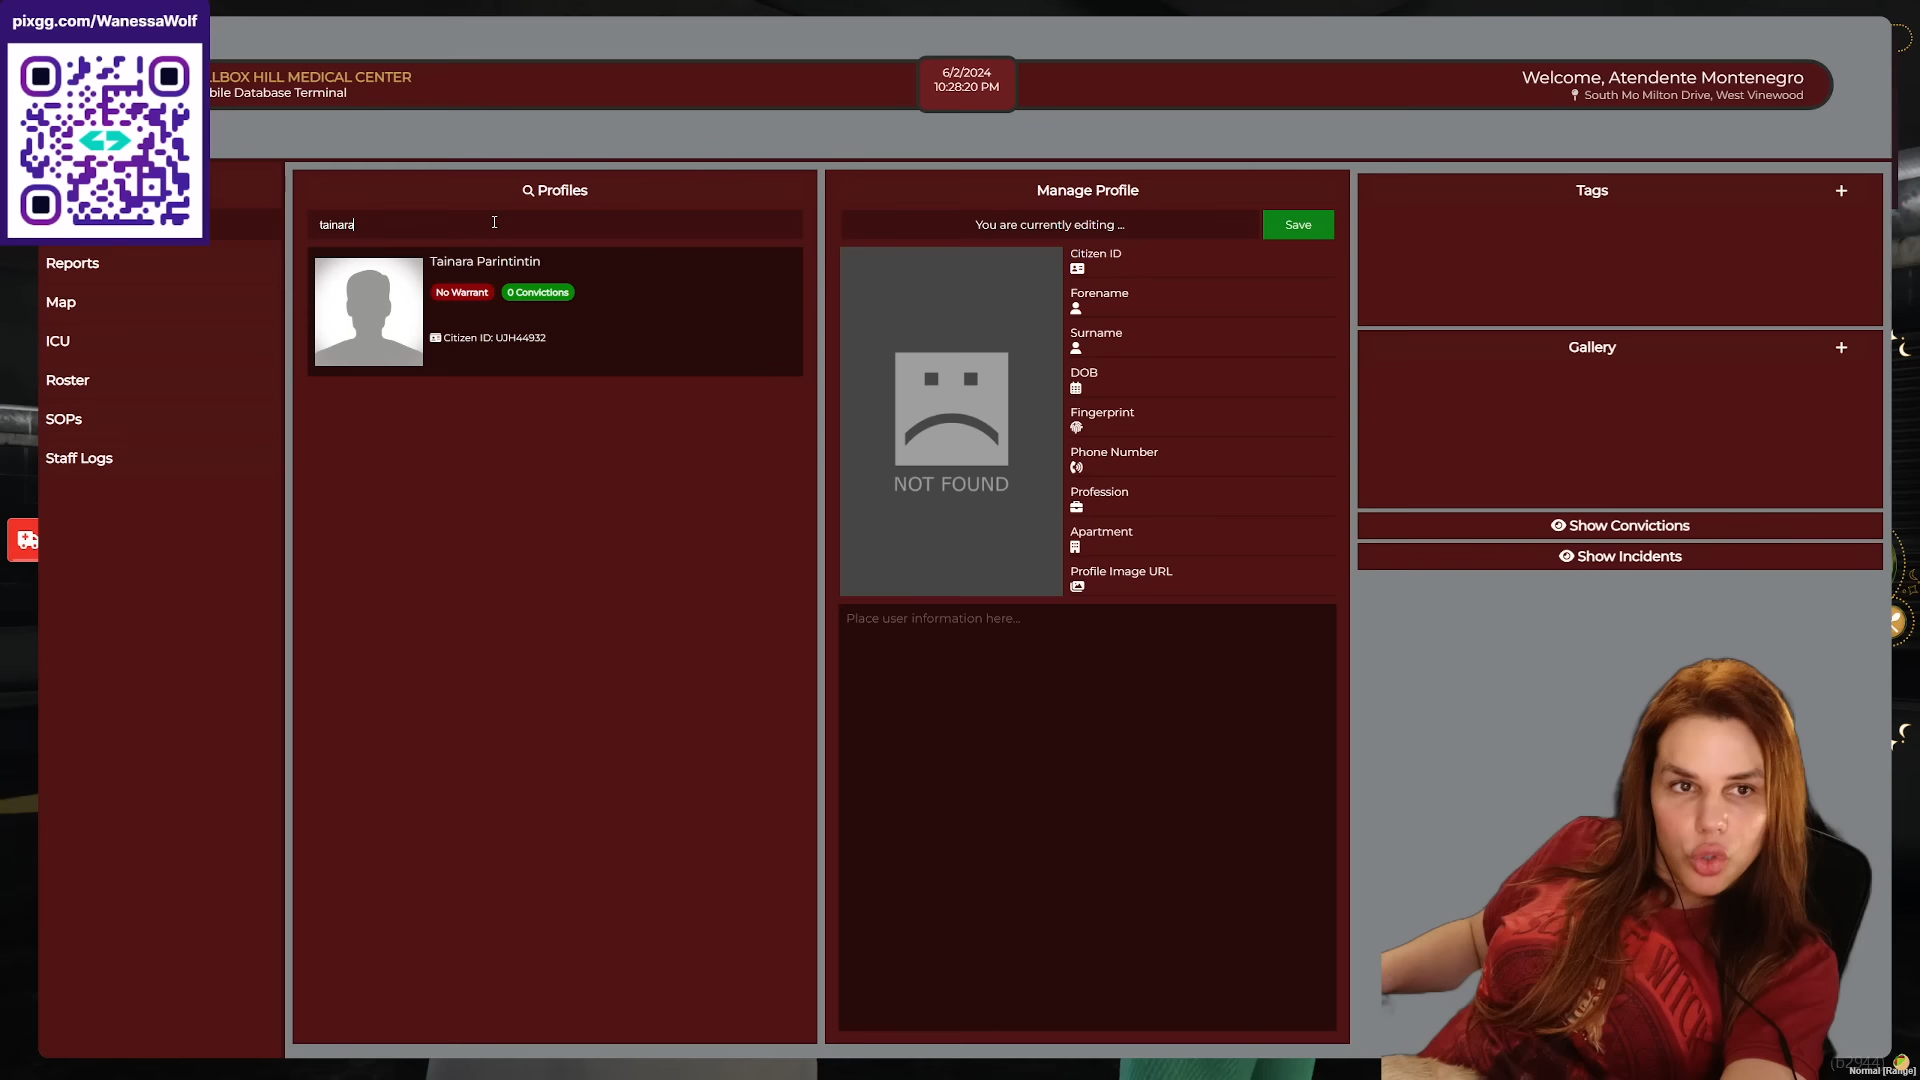 pixgg.com/WanessaWolf
LLBOX HILL MEDICAL CENTER
bile Database Terminal
6/2/2024
10:28:20 PM
Welcome, Atendente Montenegro
South Mo Milton Drive, West Vinewood
Reports
Map
ICU
Roster
SOPs
Staff Logs
Profiles
tainara
Tainara Parintintin
No Warrant
0 Convictions
Citizen ID: UJH44932
Manage Profile
You are currently editing ...
Save
NOT FOUND
Citizen ID
Forename
Surname
DOB
Fingerprint
Phone Number
Profession
Apartment
Profile Image URL
Place user information here...
Tags
Gallery
Show Convictions
Show Incidents
Normal [Range]